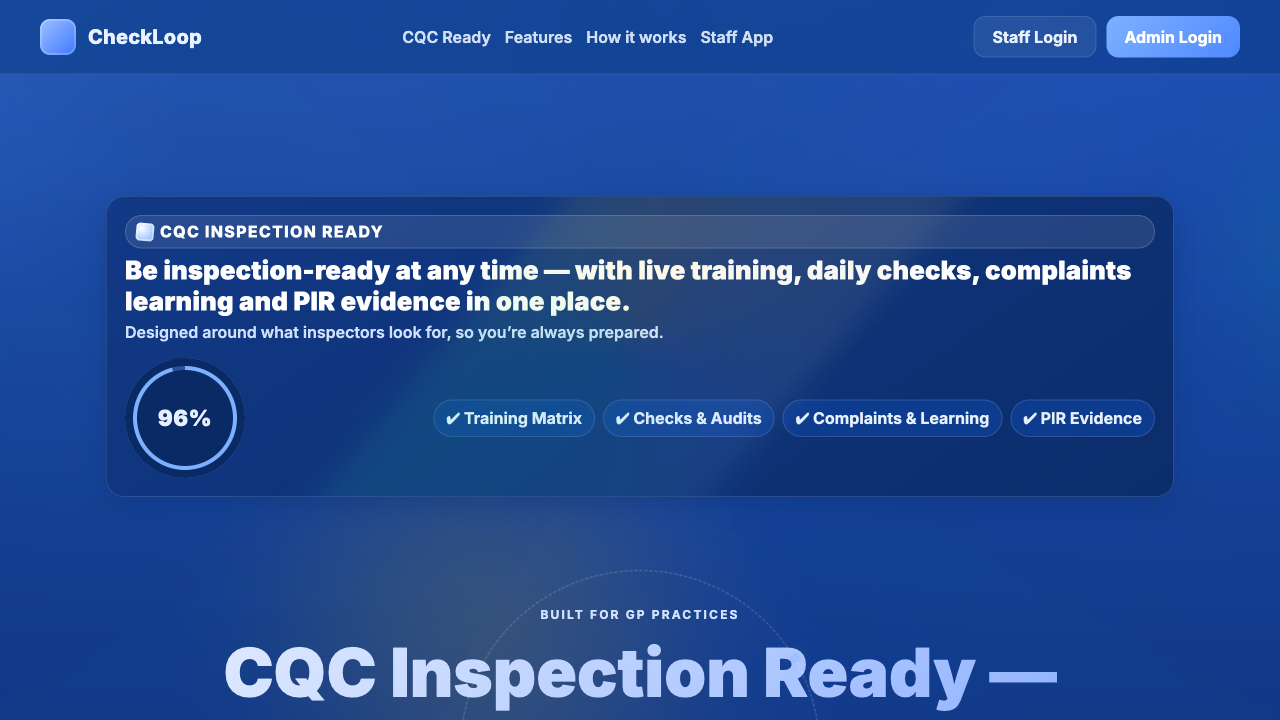 CheckLoop
CQC Ready Features How it works Staff App
Staff Login Admin Login
CQC INSPECTION READY
Be inspection-ready at any time — with live training, daily checks, complaints
learning and PIR evidence in one place.
Designed around what inspectors look for, so you’re always prepared.
96%
✔ Training Matrix ✔ Checks & Audits ✔ Complaints & Learning ✔ PIR Evidence
BUILT FOR GP PRACTICES
CQC Inspection Ready —